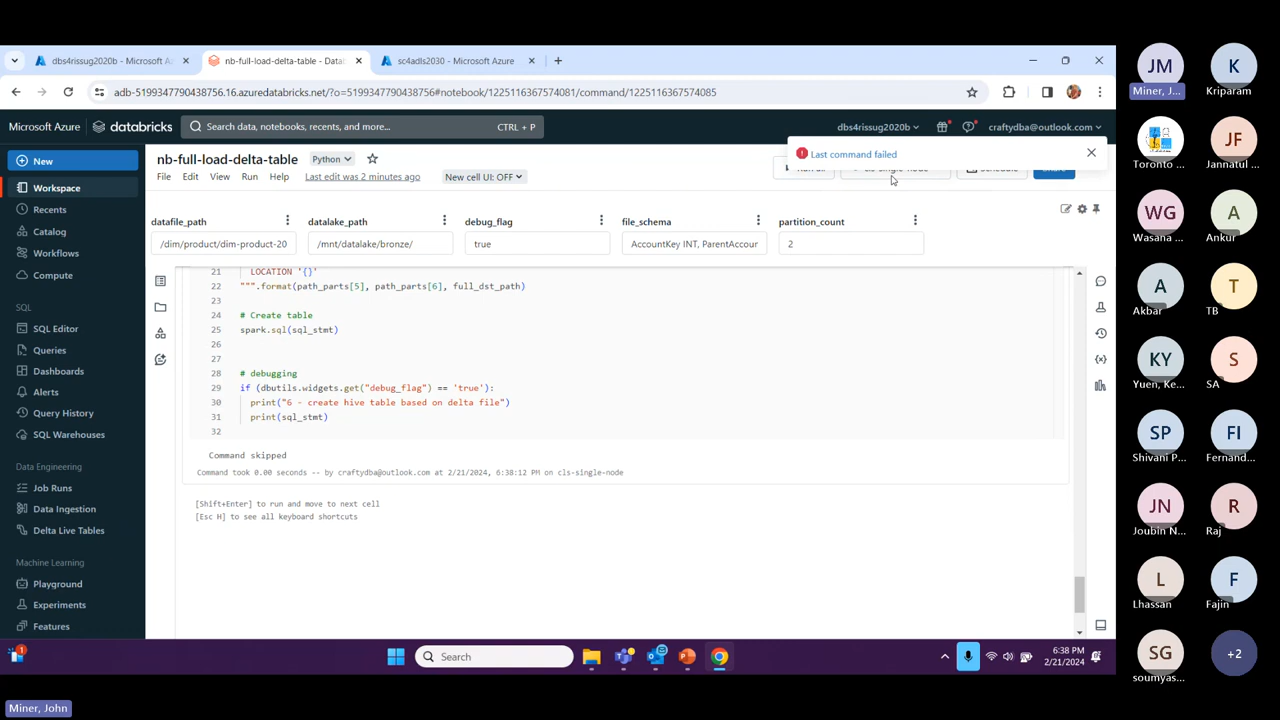 dbs4rissug2020b - Microsoft A
nb-full-load-delta-table - Datab
sc4adls2030 - Microsoft Azure
adb-5199347790438756.16.azuredatabricks.net/?o=5199347790438756#notebook/1225116367574081/command/1225116367574085
Microsoft Azure
databricks
Search data, notebooks, recents, and more...
CTRL + P
dbs4rissug2020b
craftydba@outlook.com
New
Workspace
Recents
Catalog
Workflows
Compute
SQL
SQL Editor
Queries
Dashboards
Alerts
Query History
SQL Warehouses
Data Engineering
Job Runs
Data Ingestion
Delta Live Tables
Machine Learning
Playground
Experiments
Features
nb-full-load-delta-table
Python
File Edit View Run Help
Last edit was 2 minutes ago
New cell UI: OFF
Last command failed
datafile_path
/dim/product/dim-product-20
datalake_path
/mnt/datalake/bronze/
debug_flag
true
file_schema
AccountKey INT, ParentAccour
partition_count
2
21 LOCATION '{}'
22 """.format(path_parts[5], path_parts[6], full_dst_path)
23
24 # Create table
25 spark.sql(sql_stmt)
26
27
28 # debugging
29 if (dbutils.widgets.get("debug_flag") == 'true'):
30 print("6 - create hive table based on delta file")
31 print(sql_stmt)
32
Command skipped
Command took 0.00 seconds -- by craftydba@outlook.com at 2/21/2024, 6:38:12 PM on cls-single-node
[Shift+Enter] to run and move to next cell
[Esc H] to see all keyboard shortcuts
1
Search
6:38 PM
2/21/2024
Miner, John
JM
Miner, J...
K
Kriparam
Toronto ...
JF
Jannatul ...
WG
Wasana ...
A
Ankur
A
Akbar
T
TB
KY
Yuen, Ke...
S
SA
SP
Shivani P...
FI
Fernand...
JN
Joubin N...
R
Raj
L
Lhassan
F
Fajin
SG
soumyas...
+2